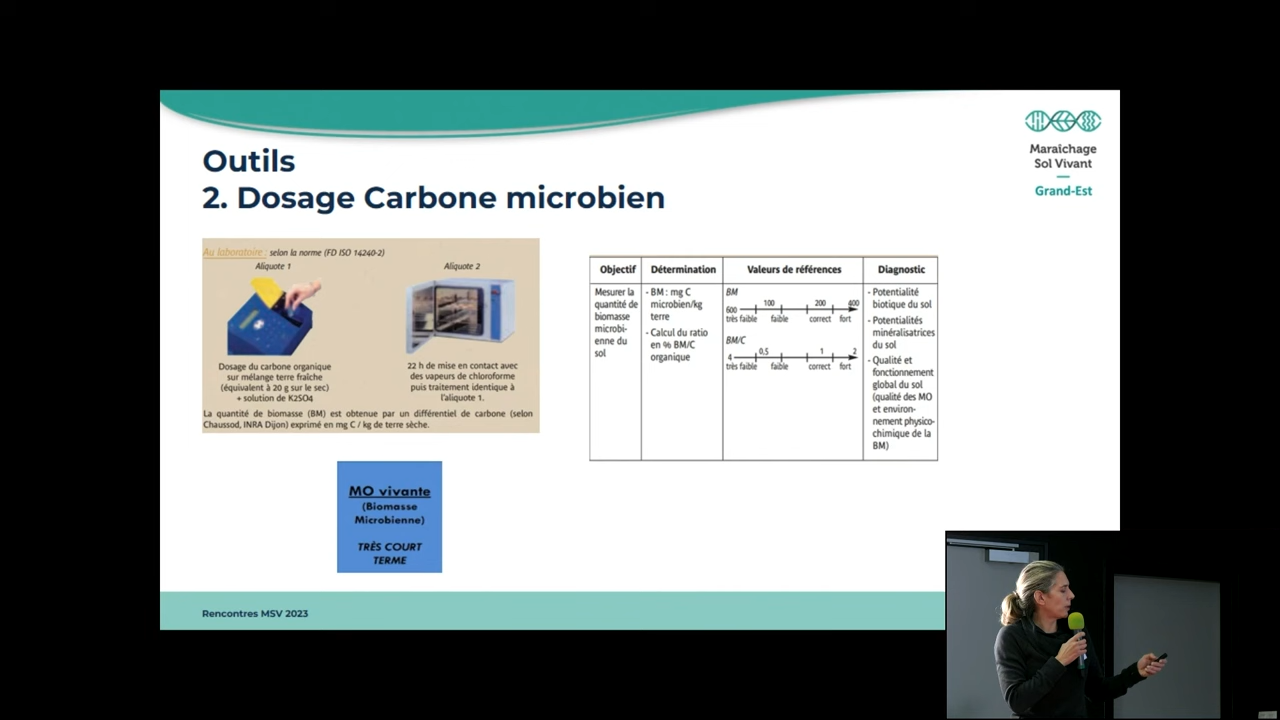 Outils
2. Dosage Carbone microbien
Maraîchage
Sol Vivant
Grand-Est
Au laboratoire : selon la norme (FD ISO 14240-2)
Aliquote 1
Aliquote 2
Dosage du carbone organique
sur mélange terre fraîche
(équivalent à 20 g sur le sec)
+ solution de K2SO4
22 h de mise en contact avec
des vapeurs de chloroforme
puis traitement identique à
l'aliquote 1.
La quantité de biomasse (BM) est obtenue par un différentiel de carbone (selon
Chaussod, INRA Dijon) exprimé en mg C / kg de terre sèche.
Objectif
Détermination
Valeurs de références
Diagnostic
Mesurer la
quantité de
biomasse
microbi-
enne du
sol
- BM : mg C
microbien/kg
terre
- Calcul du ratio
en % BM/C
organique
BM
100 200 400
600
très faible faible correct fort
BM/C
0,5 1 2
4
très faible faible correct fort
- Potentialité
biotique du sol
- Potentialités
minéralisatrices
du sol
- Qualité et
fonctionnement
global du sol
(qualité des MO
et environ-
nement physico-
chimique de la
BM)
MO vivante
(Biomasse
Microbienne)
TRÈS COURT
TERME
Rencontres MSV 2023